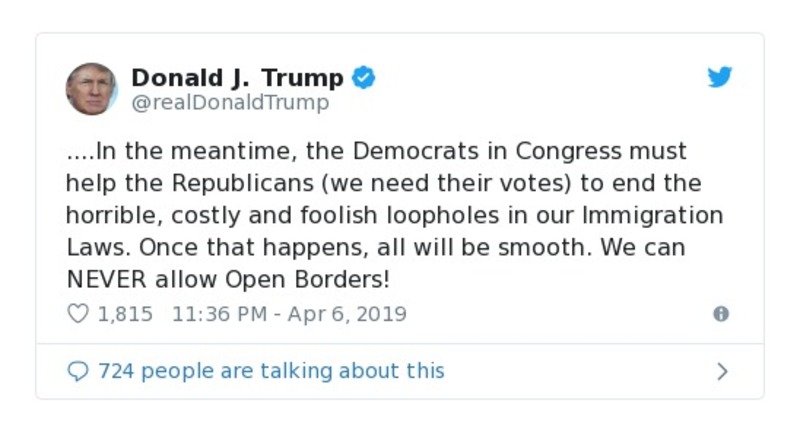 Donald J. Trump
@realDonaldTrump
....In the meantime, the Democrats in Congress must
help the Republicans (we need their votes) to end the
horrible, costly and foolish loopholes in our Immigration
Laws. Once that happens, all will be smooth. We can
NEVER allow Open Borders!
1,815 11:36 PM - Apr 6, 2019
724 people are talking about this